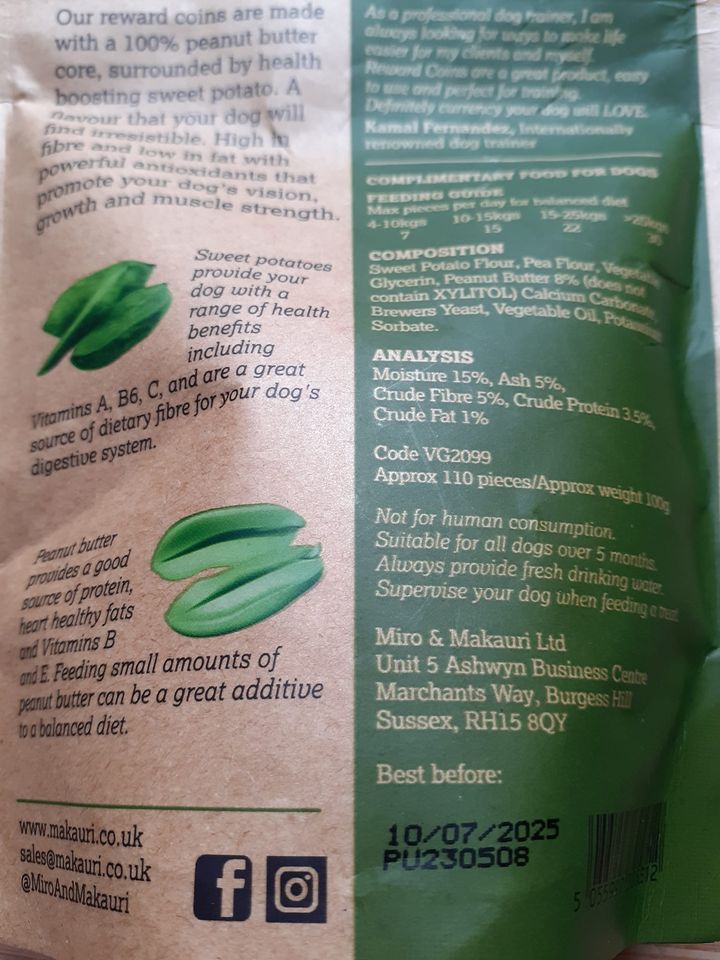 Our reward coins are made
with a 100% peanut butter
core, surrounded by health
boosting sweet potato. A
flavour that your dog will
find irresistible. High in
fibre and low in fat with
powerful antioxidants that
promote your dog's vision,
growth and muscle strength.
Sweet potatoes
provide your
dog with a
range of health
benefits
including
Vitamins A, B6, C, and are a great
source of dietary fibre for your dog's
digestive system.
Peanut butter
provides a good
source of protein,
heart healthy fats
and Vitamins B
and E. Feeding small amounts of
peanut butter can be a great additive
to a balanced diet.
www.makauri.co.uk
sales@makauri.co.uk
@MiroAndMakauri
As a professional dog trainer, I am
always looking for ways to make life
easier for my clients and myself.
Reward Coins are a great product, easy
to use and perfect for training.
Definitely currency your dog will LOVE.
Kamal Fernandez, Internationally
renowned dog trainer
COMPLIMENTARY FOOD FOR DOGS
FEEDING GUIDE
Max pieces per day for balanced diet
4-10kgs 10-15kgs 15-25kgs >25kgs
7 15 22 30
COMPOSITION
Sweet Potato Flour, Pea Flour, Vegetable
Glycerin, Peanut Butter 8% (does not
contain XYLITOL) Calcium Carbonate,
Brewers Yeast, Vegetable Oil, Potassium
Sorbate.
ANALYSIS
Moisture 15%, Ash 5%,
Crude Fibre 5%, Crude Protein 3.5%,
Crude Fat 1%
Code VG2099
Approx 110 pieces/Approx weight 100g
Not for human consumption.
Suitable for all dogs over 5 months.
Always provide fresh drinking water.
Supervise your dog when feeding a treat
Miro & Makauri Ltd
Unit 5 Ashwyn Business Centre
Marchants Way, Burgess Hill
Sussex, RH15 8QY
Best before:
10/07/2025
PU230508